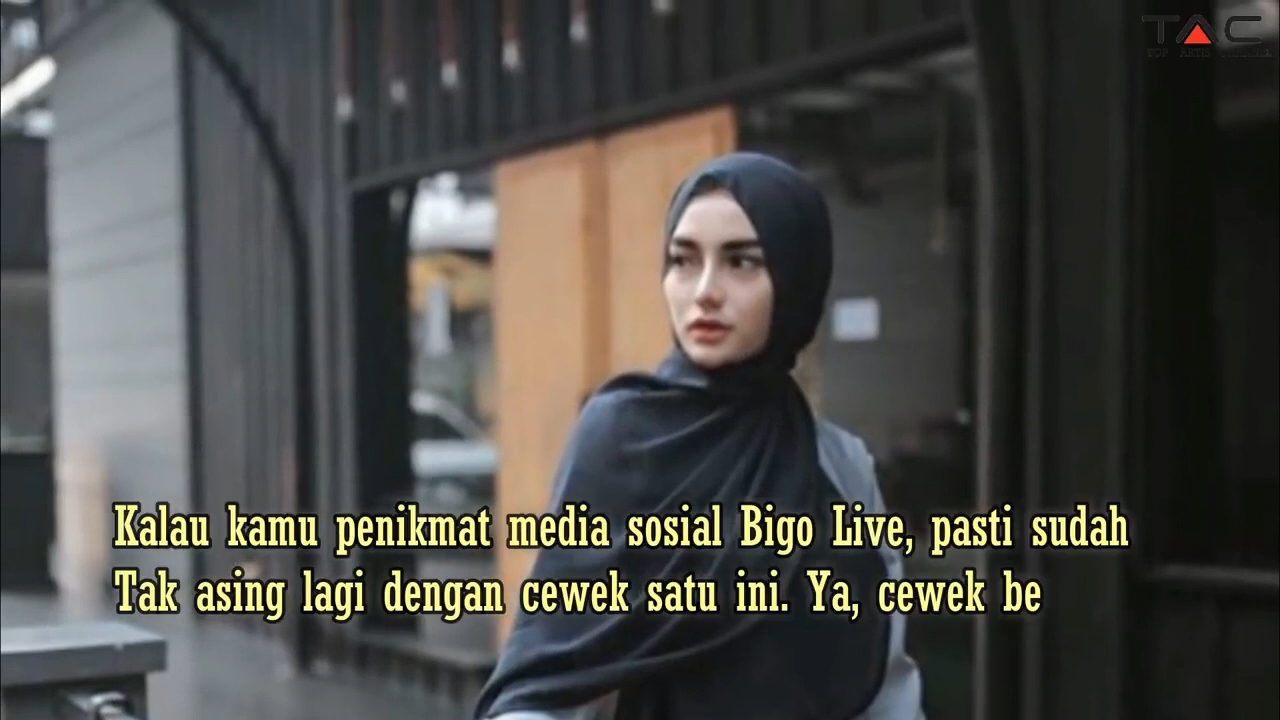 TAC
Kalau kamu penikmat media sosial Bigo Live, pasti sudah
Tak asing lagi dengan cewek satu ini. Ya, cewek be